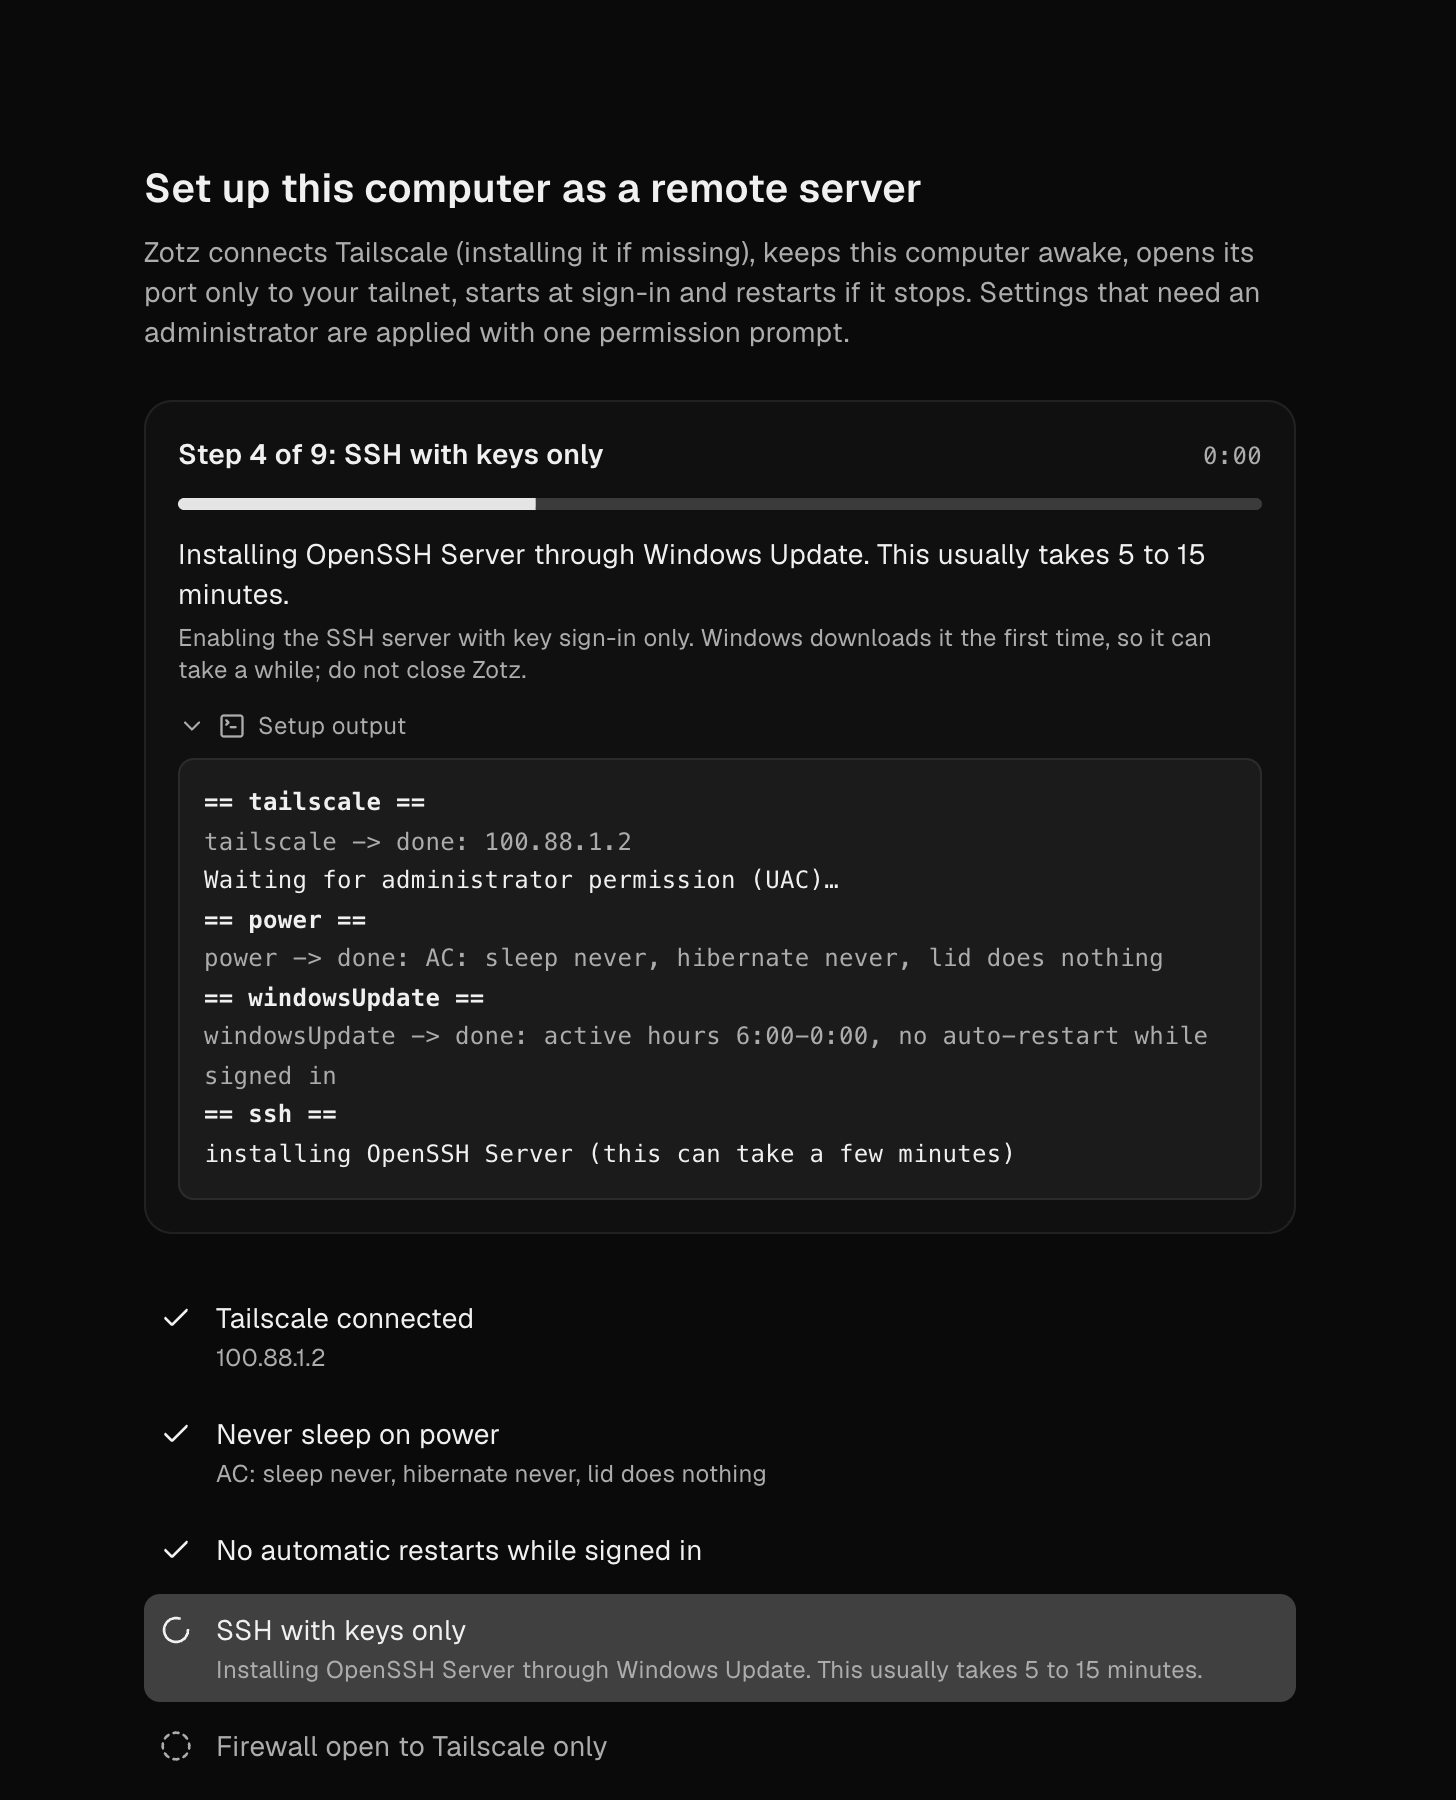 Set up this computer as a remote server
Zotz connects Tailscale (installing it if missing), keeps this computer awake, opens its
port only to your tailnet, starts at sign-in and restarts if it stops. Settings that need an
administrator are applied with one permission prompt.
Step 4 of 9: SSH with keys only
0:00
Installing OpenSSH Server through Windows Update. This usually takes 5 to 15
minutes.
Enabling the SSH server with key sign-in only. Windows downloads it the first time, so it can
take a while; do not close Zotz.
Setup output
== tailscale ==
tailscale -> done: 100.88.1.2
Waiting for administrator permission (UAC)…
== power ==
power -> done: AC: sleep never, hibernate never, lid does nothing
== windowsUpdate ==
windowsUpdate -> done: active hours 6:00-0:00, no auto-restart while
signed in
== ssh ==
installing OpenSSH Server (this can take a few minutes)
Tailscale connected
100.88.1.2
Never sleep on power
AC: sleep never, hibernate never, lid does nothing
No automatic restarts while signed in
SSH with keys only
Installing OpenSSH Server through Windows Update. This usually takes 5 to 15 minutes.
Firewall open to Tailscale only